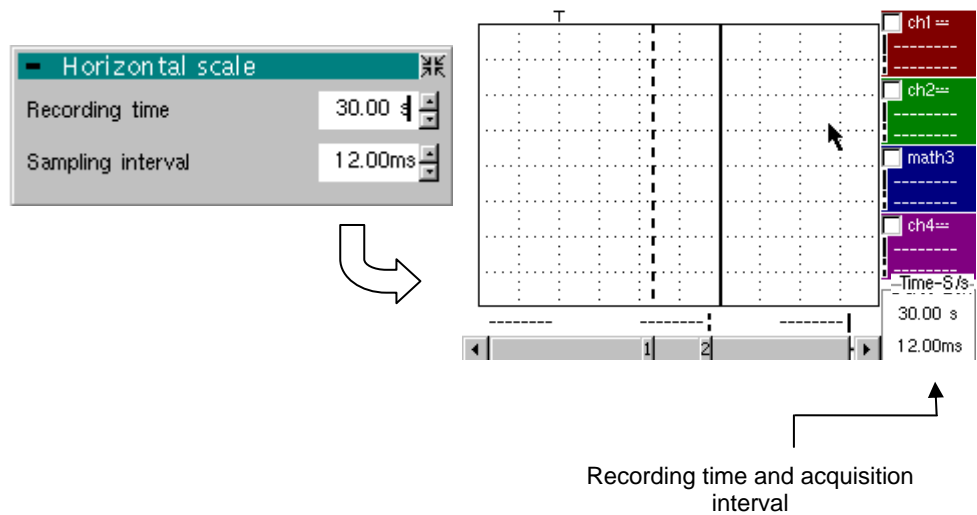 Horizontal scale
Recording time 30.00 s
Sampling interval 12.00ms
T
ch1
ch2
math3
ch4
Time-S/s
30.00 s
12.00ms
1 2
Recording time and acquisition
interval